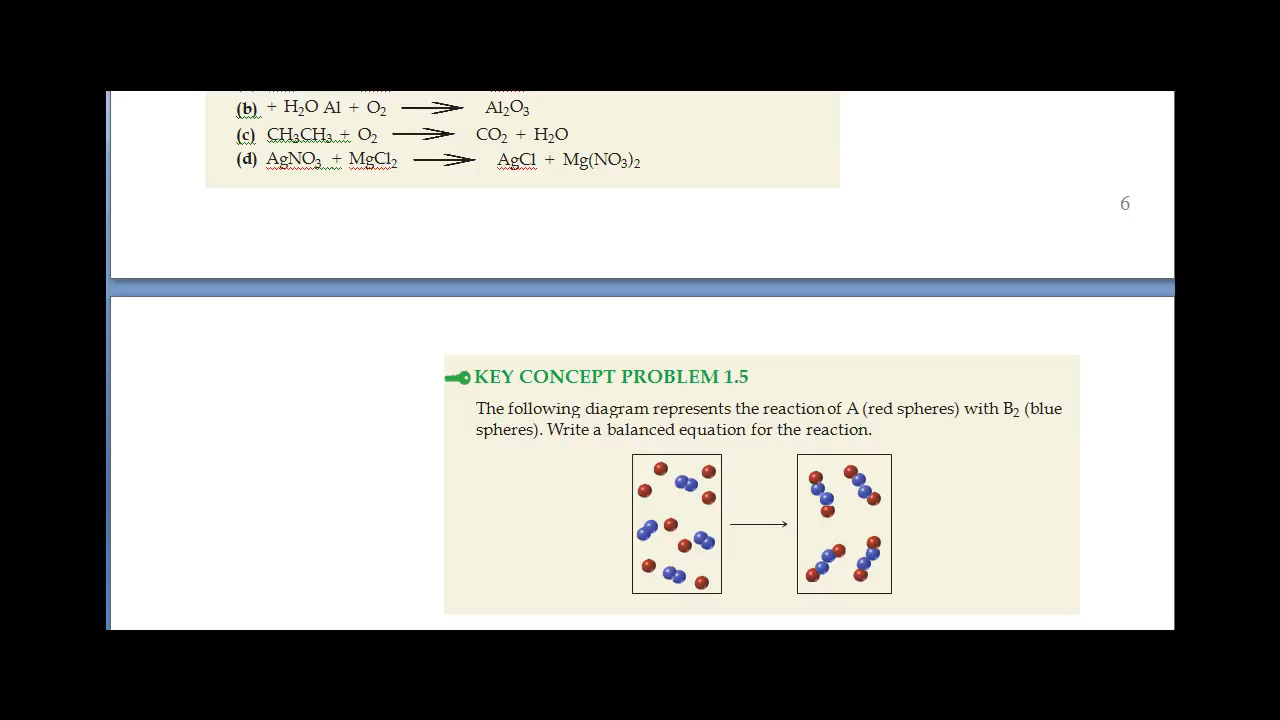 (b) + H₂O Al + O₂ ⟶ Al₂O₃
(c) CH₃CH₃ + O₂ ⟶ CO₂ + H₂O
(d) AgNO₃ + MgCl₂ ⟶ AgCl + Mg(NO₃)₂
6
KEY CONCEPT PROBLEM 1.5
The following diagram represents the reaction of A (red spheres) with B₂ (blue
spheres). Write a balanced equation for the reaction.